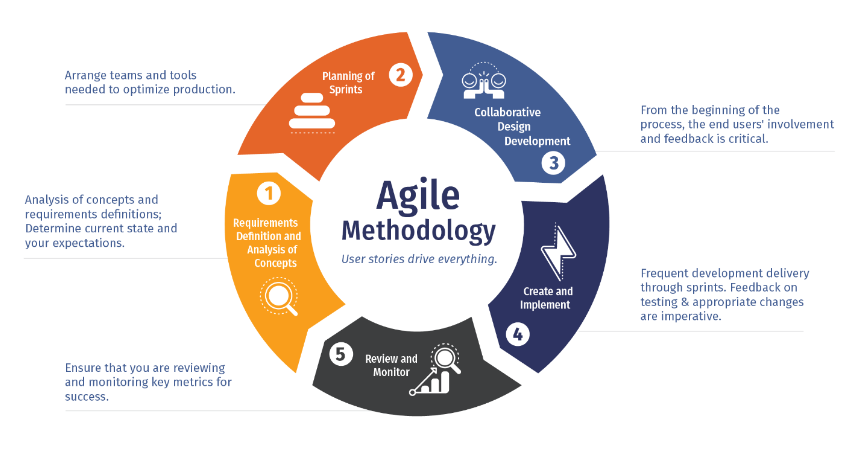 Agile
Methodology
User stories drive everything.
1
Requirements
Definition and
Analysis of
Concepts
Analysis of concepts and
requirements definitions;
Determine current state and
your expectations.
2
Planning of
Sprints
Arrange teams and tools
needed to optimize production.
Collaborative
Design
Development
3
From the beginning of the
process, the end users' involvement
and feedback is critical.
Create and
Implement
4
Frequent development delivery
through sprints. Feedback on
testing & appropriate changes
are imperative.
5
Review and
Monitor
Ensure that you are reviewing
and monitoring key metrics for
success.